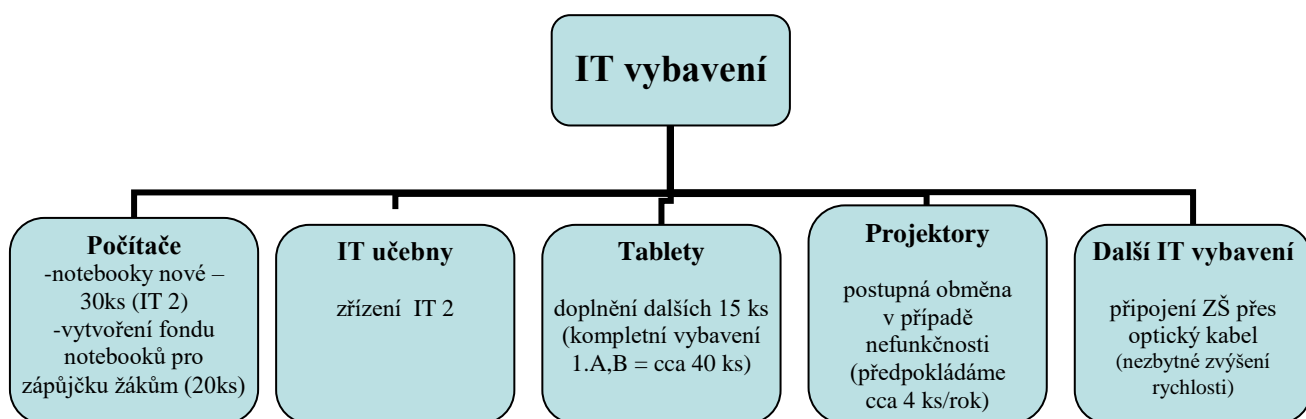 IT vybavení
Počítače
-notebooky nové –
30ks (IT 2)
-vytvoření fondu
notebooků pro
zápůjčku žákům (20ks)
IT učebny
zřízení  IT 2
Tablety
doplnění dalších 15 ks
(kompletní vybavení
1.A,B = cca 40 ks)
Projektory
postupná obměna
v případě
nefunkčnosti
(předpokládáme
cca 4 ks/rok)
Další IT vybavení
připojení ZŠ přes
optický kabel
(nezbytné zvýšení
rychlosti)